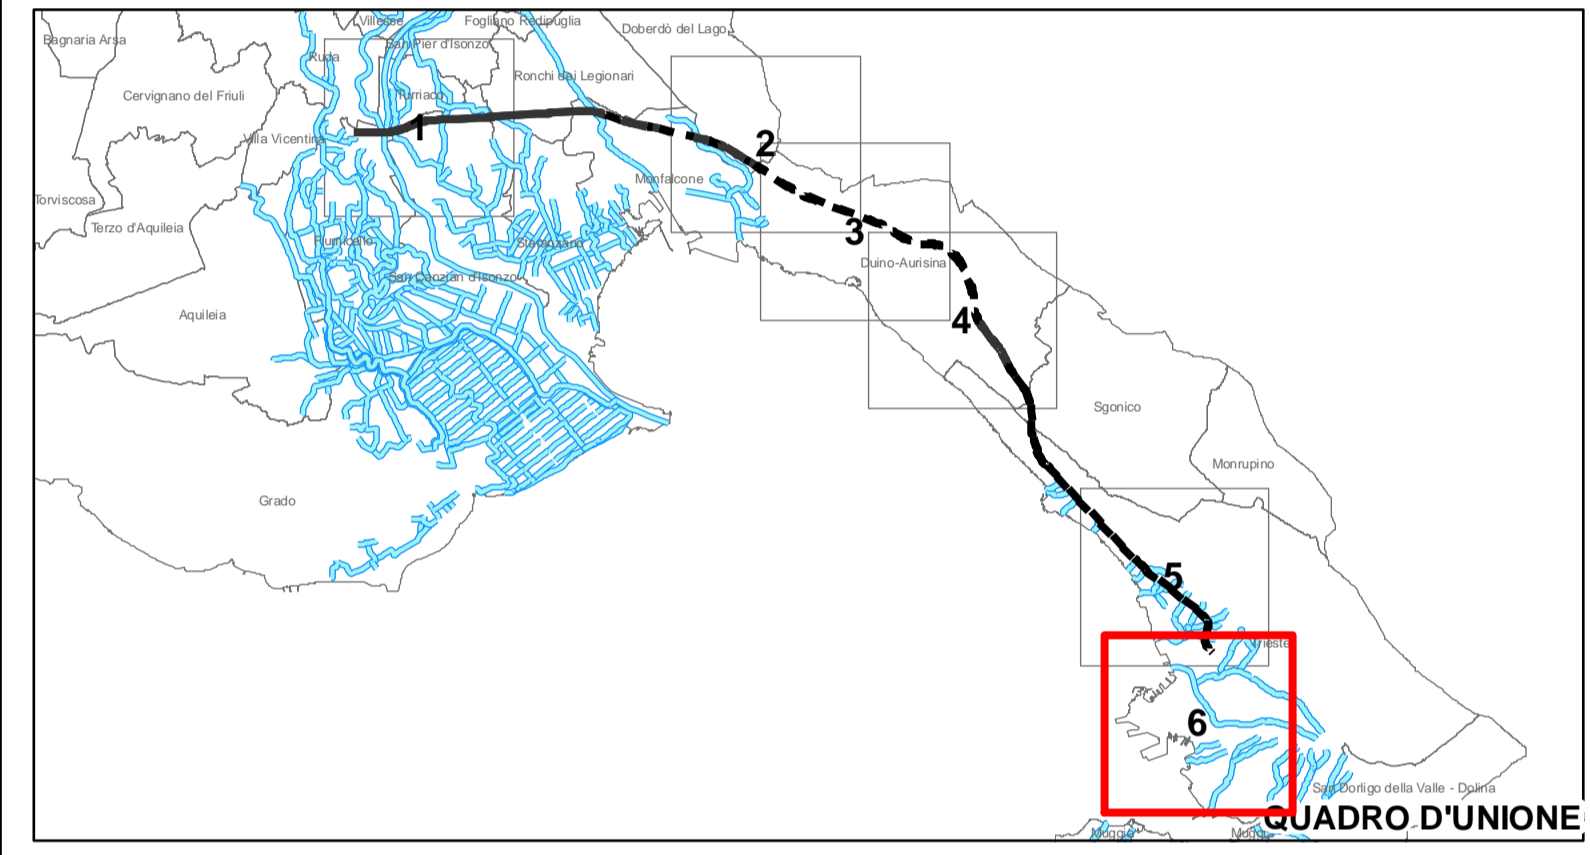 Villesse
Fogliano Redipuglia
Doberdò del Lago
Bagnaria Arsa
San Pier d'Isonzo
Ruda
Ronchi dei Legionari
Cervignano del Friuli
Turriaco
1
Villa Vicentina
2
Monfalcone
Torviscosa
Terzo d'Aquileia
3
Fiumicello
Staranzano
Duino-Aurisina
San Canzian d'Isonzo
Aquileia
4
Sgonico
Monrupino
Grado
5
Trieste
6
San Dorligo della Valle - Dolina
QUADRO D'UNIONE
Muggia
Muggia